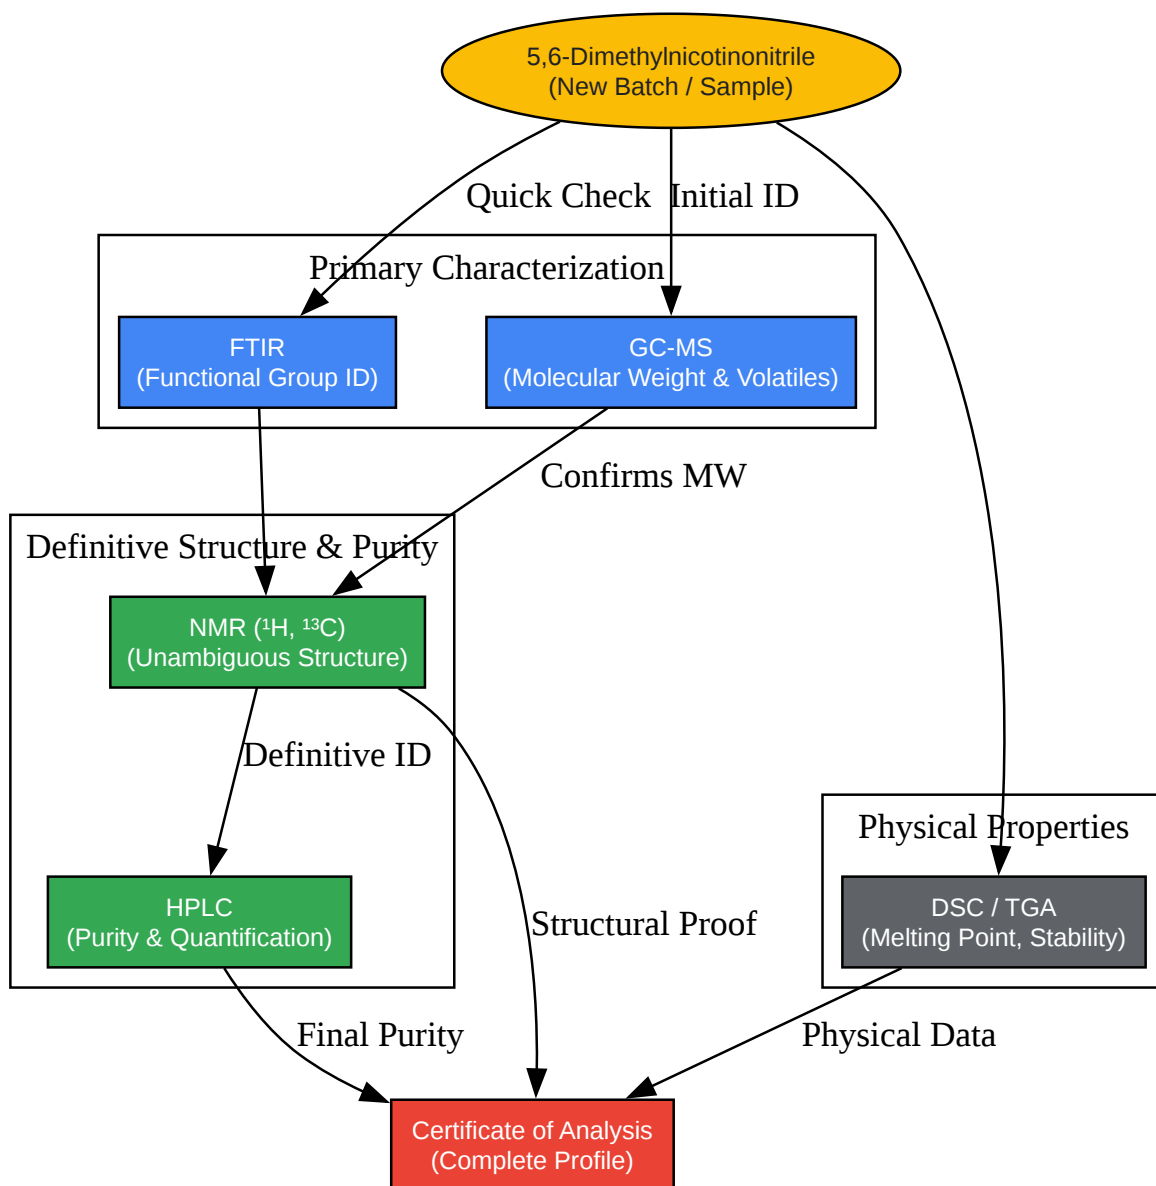 5,6-Dimethylnicotinonitrile
(New Batch / Sample)
Quick Check
Initial ID
Primary Characterization
FTIR
(Functional Group ID)
GC-MS
(Molecular Weight & Volatiles)
Confirms MW
Definitive Structure & Purity
NMR (¹H, ¹³C)
(Unambiguous Structure)
Definitive ID
Physical Properties
HPLC
(Purity & Quantification)
DSC / TGA
(Melting Point, Stability)
Structural Proof
Final Purity
Physical Data
Certificate of Analysis
(Complete Profile)